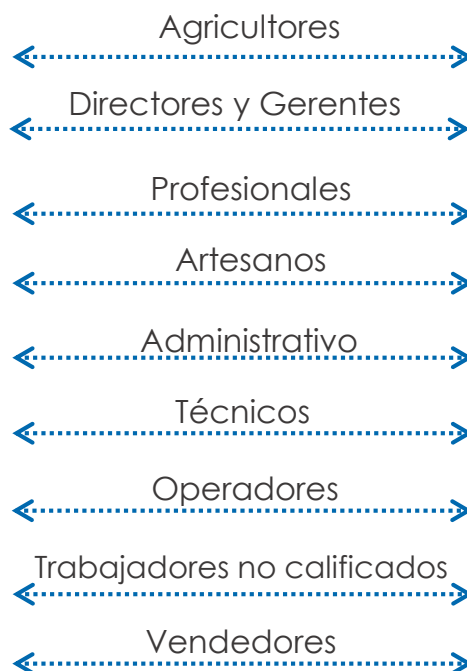 Agricultores
Directores y Gerentes
Profesionales
Artesanos
Administrativo
Técnicos
Operadores
Trabajadores no calificados
Vendedores